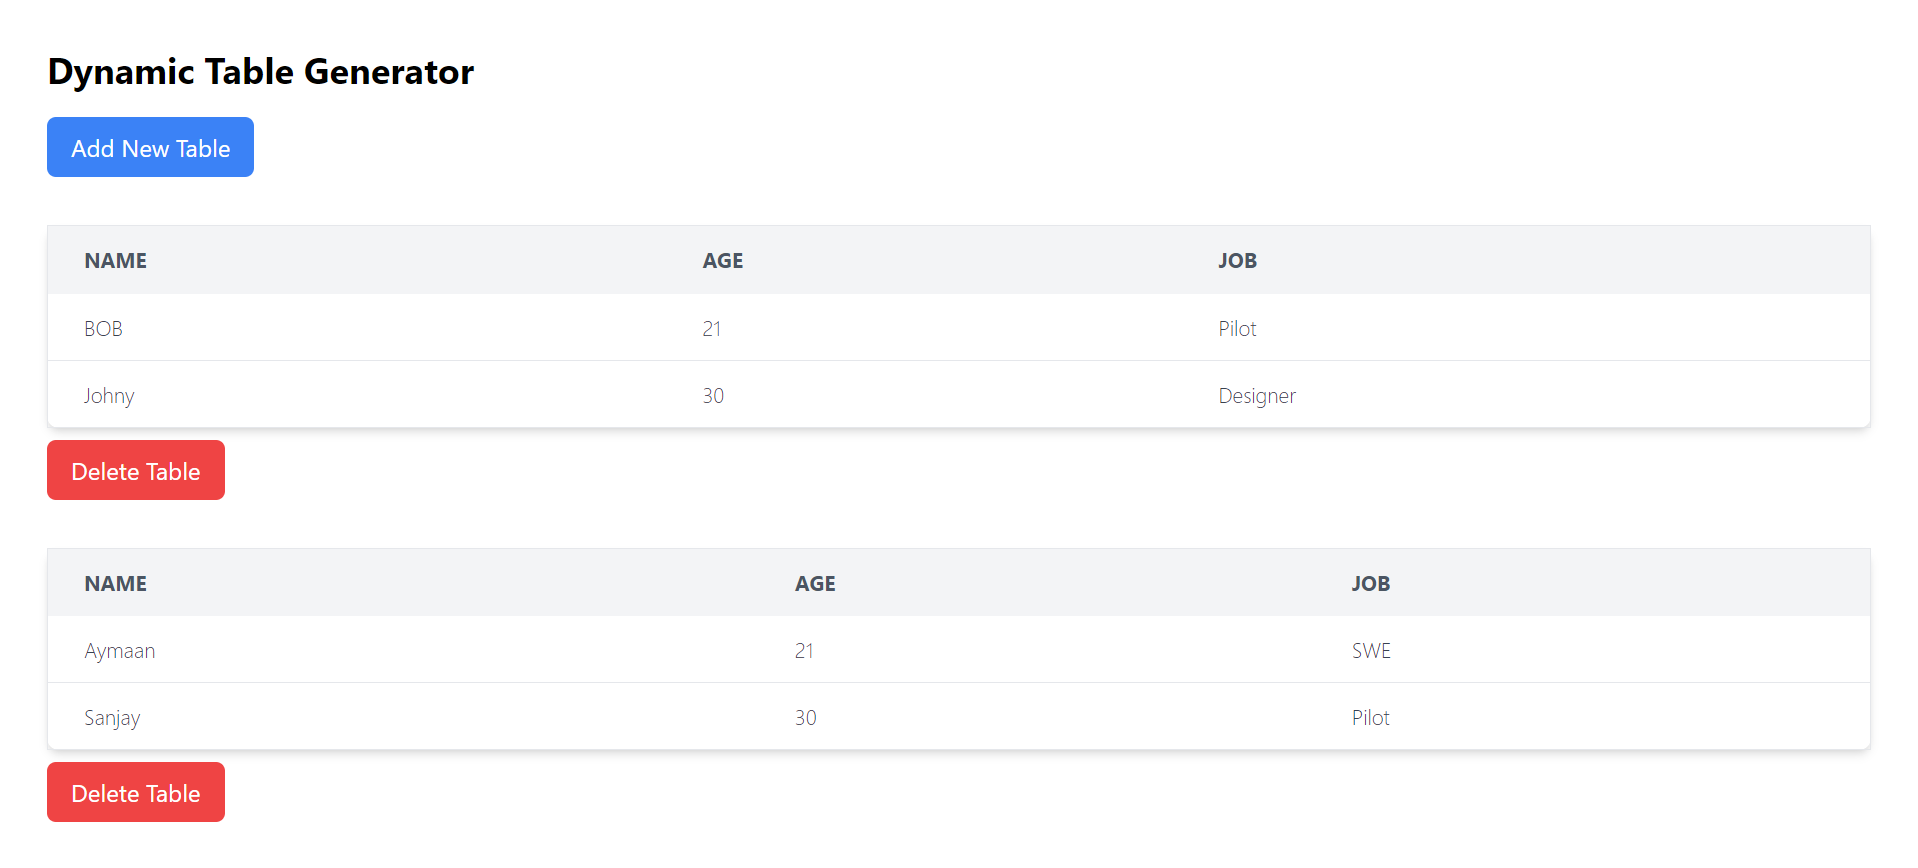 Dynamic Table Generator
Add New Table
NAME AGE JOB
BOB 21 Pilot
Johny 30 Designer
Delete Table
NAME AGE JOB
Aymaan 21 SWE
Sanjay 30 Pilot
Delete Table